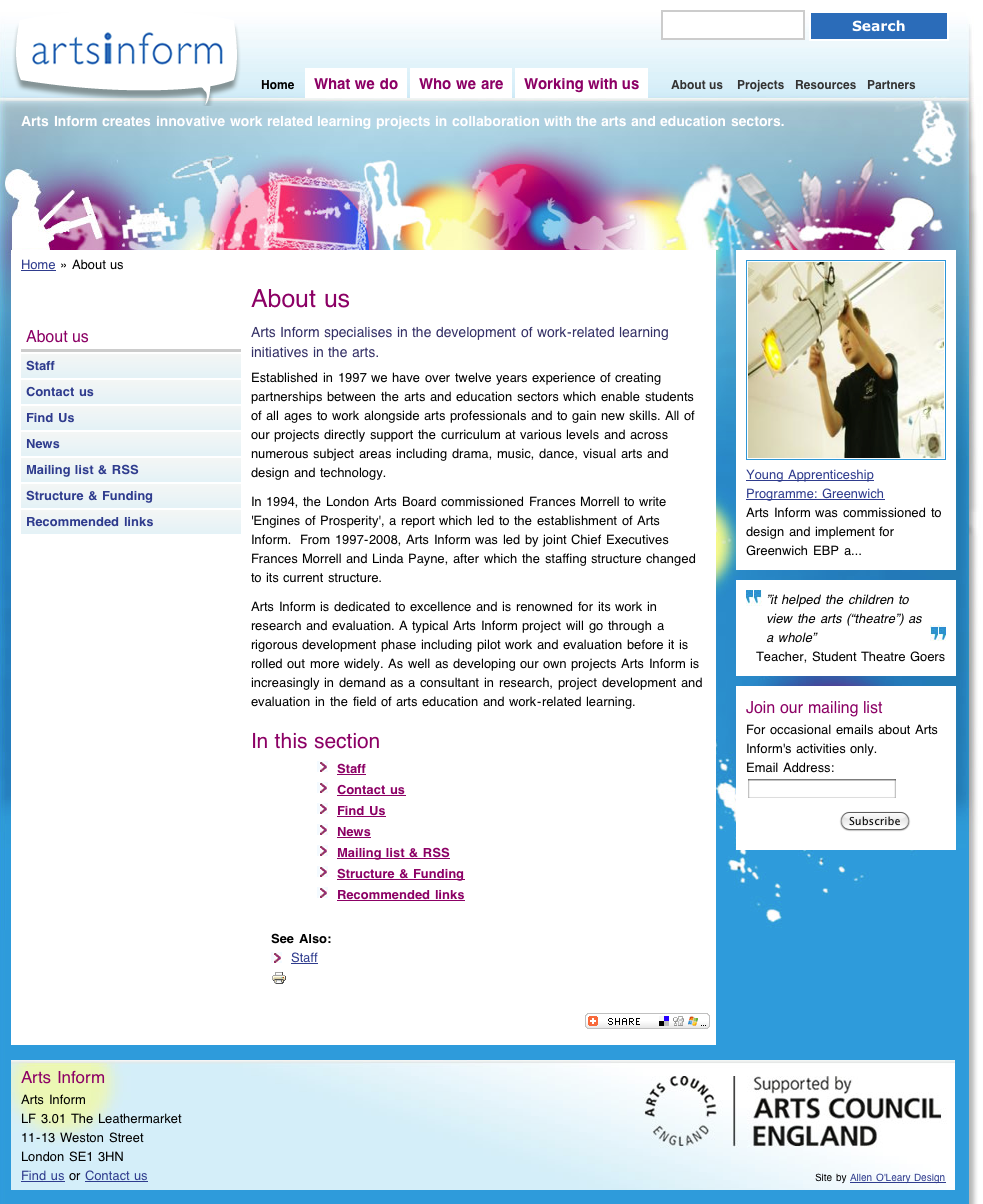 artsinform
Search
Home What we do Who we are Working with us About us Projects Resources Partners
Arts Inform creates innovative work related learning projects in collaboration with the arts and education sectors.
Home » About us
About us
Staff
Contact us
Find Us
News
Mailing list & RSS
Structure & Funding
Recommended links
About us
Arts Inform specialises in the development of work-related learning
initiatives in the arts.
Established in 1997 we have over twelve years experience of creating
partnerships between the arts and education sectors which enable students
of all ages to work alongside arts professionals and to gain new skills. All of
our projects directly support the curriculum at various levels and across
numerous subject areas including drama, music, dance, visual arts and
design and technology.
In 1994, the London Arts Board commissioned Frances Morrell to write
'Engines of Prosperity', a report which led to the establishment of Arts
Inform.  From 1997-2008, Arts Inform was led by joint Chief Executives
Frances Morrell and Linda Payne, after which the staffing structure changed
to its current structure.
Arts Inform is dedicated to excellence and is renowned for its work in
research and evaluation. A typical Arts Inform project will go through a
rigorous development phase including pilot work and evaluation before it is
rolled out more widely. As well as developing our own projects Arts Inform is
increasingly in demand as a consultant in research, project development and
evaluation in the field of arts education and work-related learning.
In this section
Staff
Contact us
Find Us
News
Mailing list & RSS
Structure & Funding
Recommended links
See Also:
Staff
SHARE ...
Young Apprenticeship
Programme: Greenwich
Arts Inform was commissioned to
design and implement for
Greenwich EBP a...
"it helped the children to
view the arts (“theatre”) as
a whole”
Teacher, Student Theatre Goers
Join our mailing list
For occasional emails about Arts
Inform's activities only.
Email Address:
Subscribe
Arts Inform
Arts Inform
LF 3.01 The Leathermarket
11-13 Weston Street
London SE1 3HN
Find us or Contact us
ARTS COUNCIL
ENGLAND
Supported by
ARTS COUNCIL
ENGLAND
Site by Allen O'Leary Design